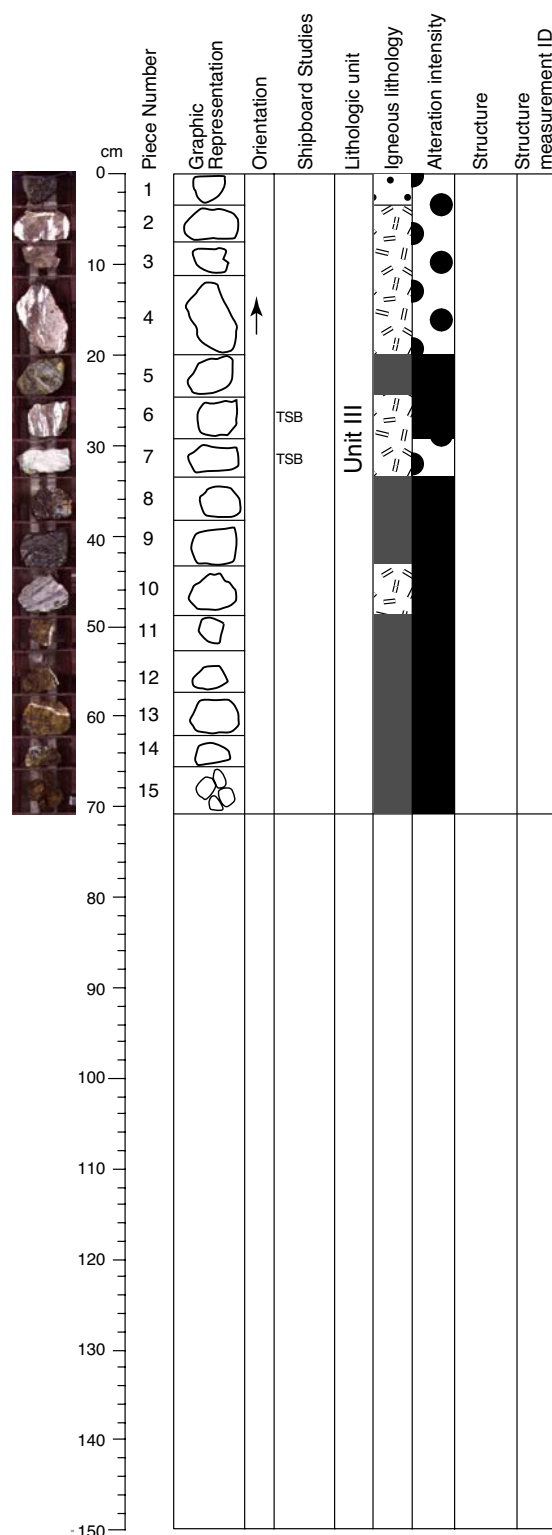 cm
Piece Number
Graphic
Representation
Orientation
Shipboard Studies
Lithologic unit
Igneous lithology
Alteration intensity
Structure
Structure
measurement ID
0
1
2
3
10
4
20
5
6
TSB
Unit III
30
7
TSB
8
40
9
10
50
11
12
60
13
14
15
70
80
90
100
110
120
130
140
150